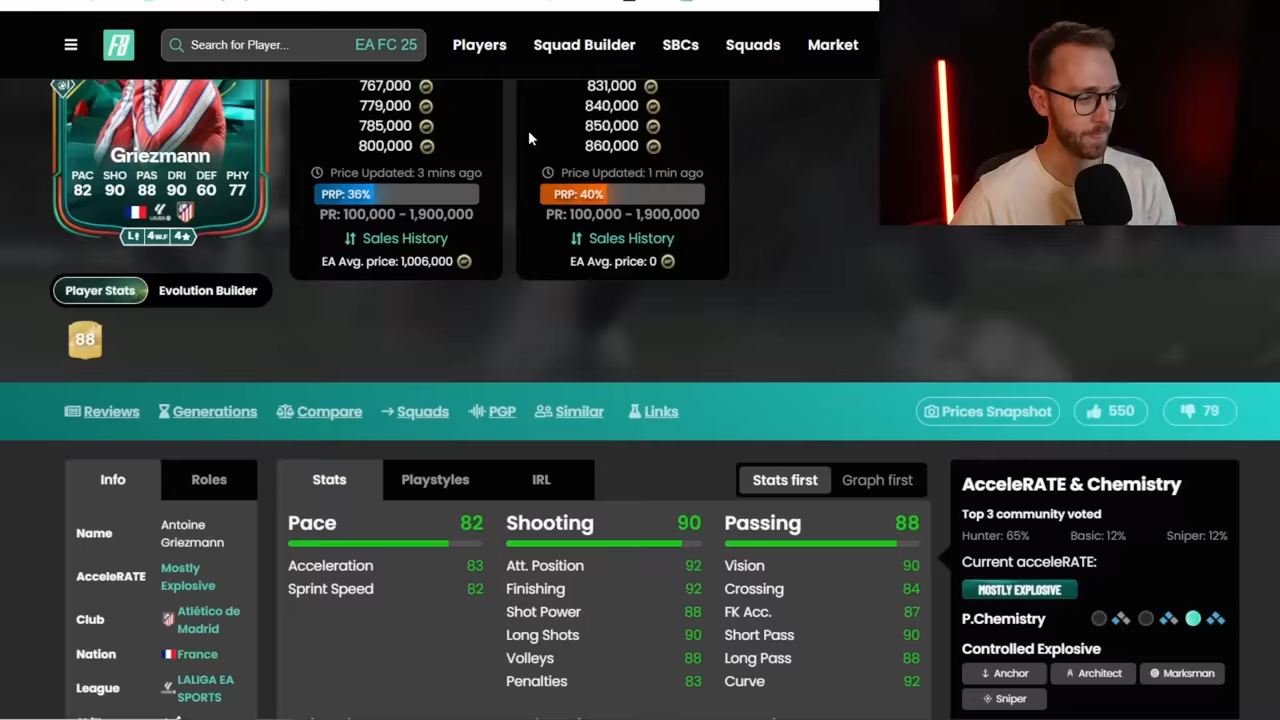 FB
Search for Player...
EA FC 25
Players
Squad Builder
SBCs
Squads
Market
Griezmann
PAC SHO PAS DRI DEF PHY
82 90 88 90 60 77
4 W.F
4
767,000
779,000
785,000
800,000
Price Updated: 3 mins ago
PRP: 36%
PR: 100,000 - 1,900,000
Sales History
EA Avg. price: 1,006,000
831,000
840,000
850,000
860,000
Price Updated: 1 min ago
PRP: 40%
PR: 100,000 - 1,900,000
Sales History
EA Avg. price: 0
Player Stats
Evolution Builder
88
Reviews
Generations
Compare
Squads
PGP
Similar
Links
Prices Snapshot
550
79
Info
Roles
Name
Antoine
Griezmann
AcceleRATE
Mostly
Explosive
Club
Atlético de
Madrid
Nation
France
League
LALIGA EA
SPORTS
Stats
Playstyles
IRL
Stats first
Graph first
Pace 82
Acceleration 83
Sprint Speed 82
Shooting 90
Att. Position 92
Finishing 92
Shot Power 88
Long Shots 90
Volleys 88
Penalties 83
Passing 88
Vision 90
Crossing 84
FK Acc. 87
Short Pass 90
Long Pass 88
Curve 92
AcceleRATE & Chemistry
Top 3 community voted
Hunter: 65%
Basic: 12%
Sniper: 12%
Current acceleRATE:
MOSTLY EXPLOSIVE
P.Chemistry
Controlled Explosive
Anchor
Architect
Marksman
Sniper